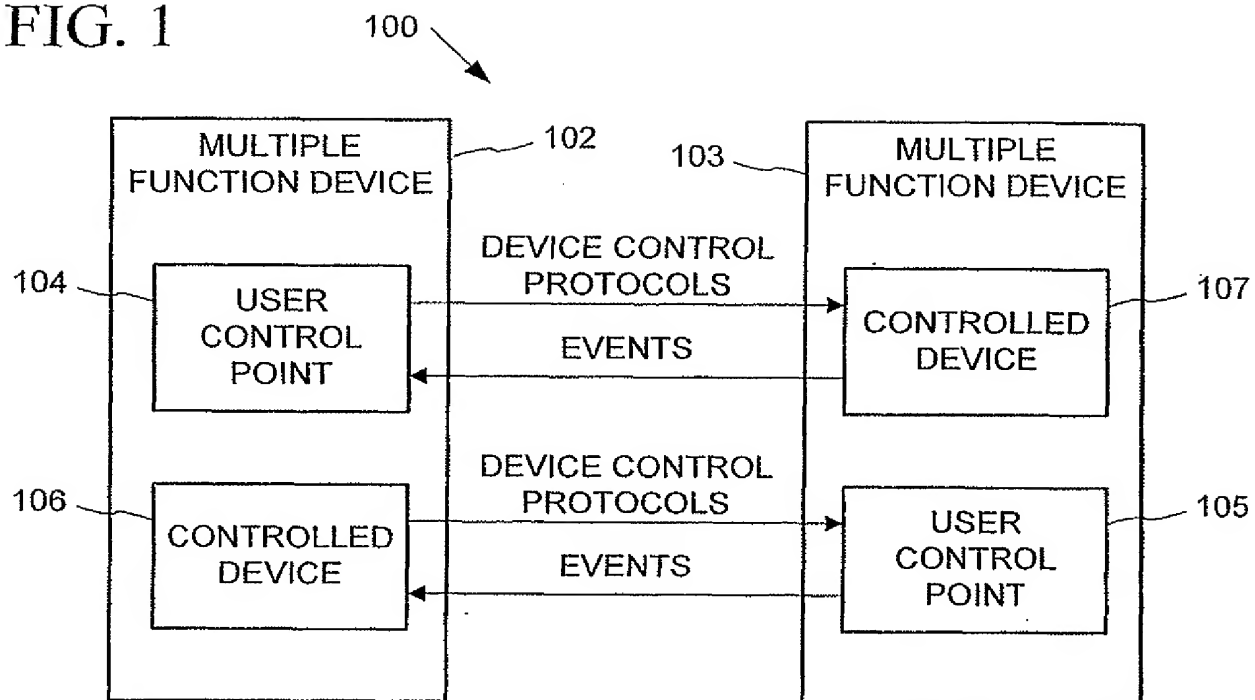 FIG. 1
100
MULTIPLE
FUNCTION DEVICE
102
103
MULTIPLE
FUNCTION DEVICE
DEVICE CONTROL
PROTOCOLS
104
USER
CONTROL
POINT
EVENTS
CONTROLLED
DEVICE
107
DEVICE CONTROL
PROTOCOLS
106
CONTROLLED
DEVICE
EVENTS
USER
CONTROL
POINT
105